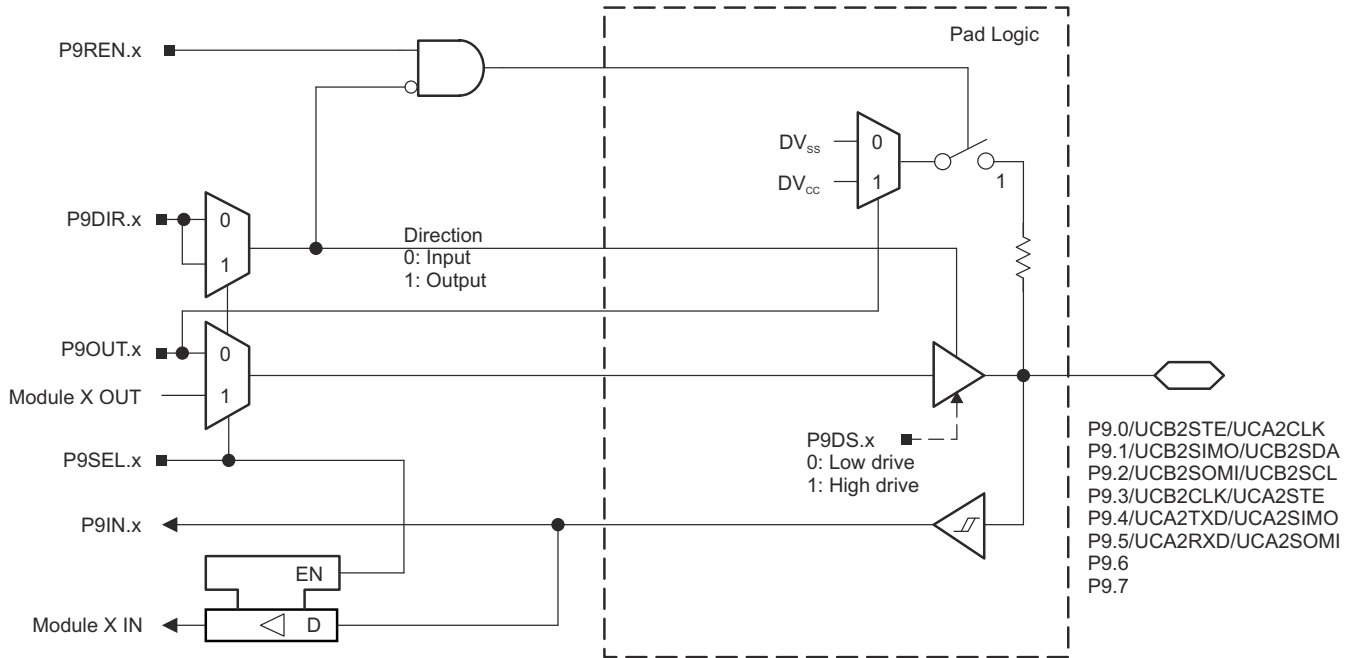 Pad Logic
P9REN.x
DVSS
0
DVCC
1
1
P9DIR.x
0
1
Direction
0: Input
1: Output
P9OUT.x
0
Module X OUT
1
P9DS.x
0: Low drive
1: High drive
P9SEL.x
P9IN.x
EN
Module X IN
D
P9.0/UCB2STE/UCA2CLK
P9.1/UCB2SIMO/UCB2SDA
P9.2/UCB2SOMI/UCB2SCL
P9.3/UCB2CLK/UCA2STE
P9.4/UCA2TXD/UCA2SIMO
P9.5/UCA2RXD/UCA2SOMI
P9.6
P9.7